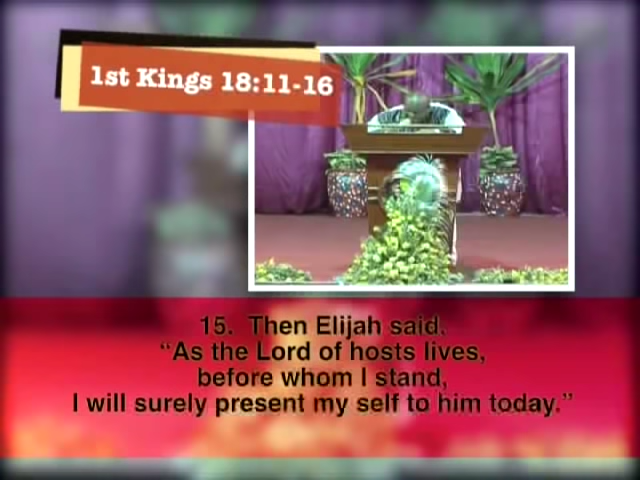 1st Kings 18:11-16
15. Then Elijah said,
“As the Lord of hosts lives,
before whom I stand,
I will surely present my self to him today.”